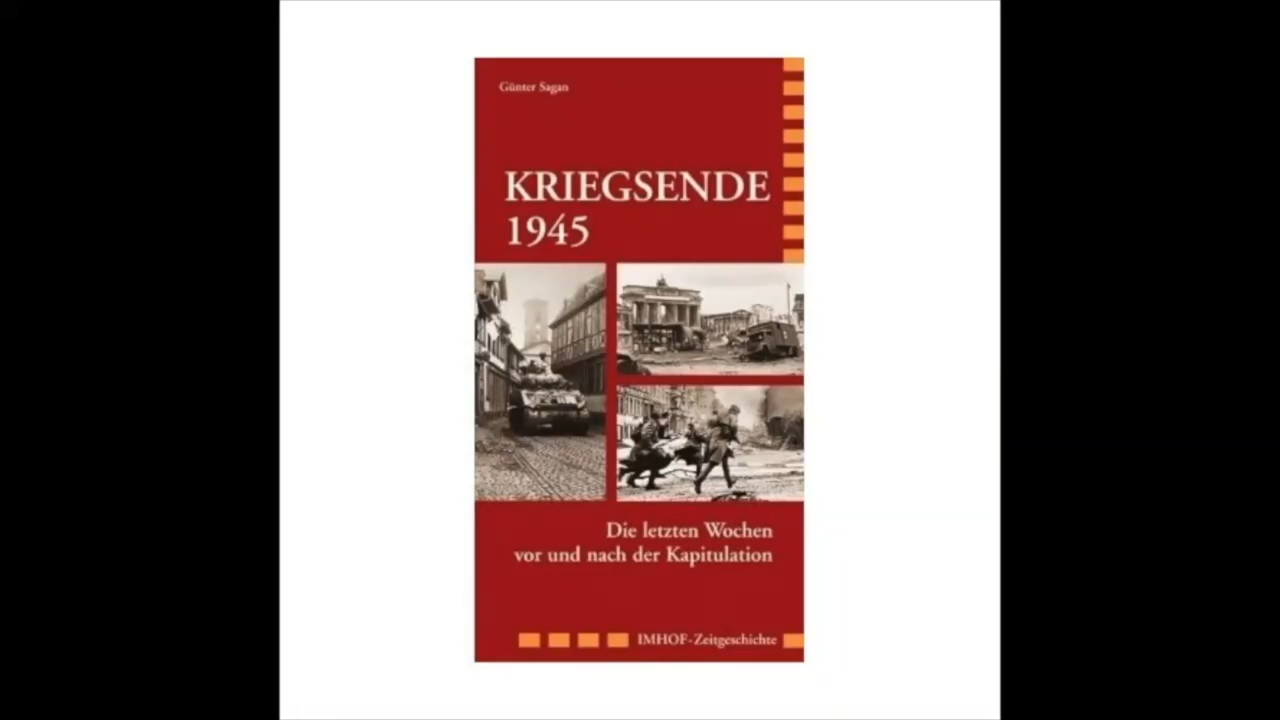 Günter Sagan
KRIEGSENDE
1945
Die letzten Wochen
vor und nach der Kapitulation
IMHOF-Zeitgeschichte